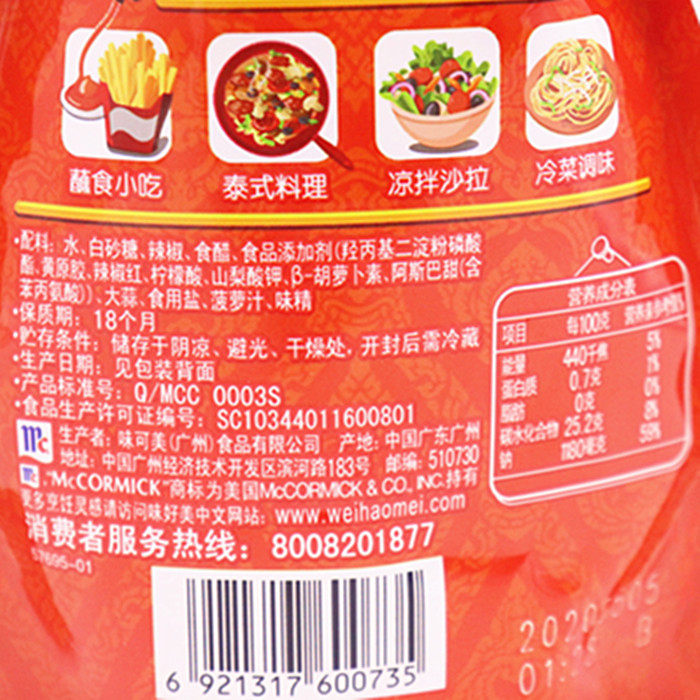 蘸食小吃 泰式料理 凉拌沙拉 冷菜调味
·配料：水、白砂糖、辣椒、食醋、食品添加剂(羟丙基二淀粉磷酸
酯、黄原胶、辣椒红、柠檬酸、山梨酸钾、β-胡萝卜素、阿斯巴甜(含
苯丙氨酸))、大蒜、食用盐、菠萝汁、味精
·保质期：18个月
·贮存条件：储存于阴凉、避光、干燥处，开封后需冷藏
·生产日期：见包装背面
·产品标准号：Q/MCC 0003S
·食品生产许可证编号：SC10344011600801
Mc 生产者：味可美(广州)食品有限公司 产地：中国广东广州
地址：中国广州经济技术开发区滨河路183号 邮编：510730
Mc、"McCORMICK"商标为美国McCORMICK & CO., INC.持有
更多烹饪灵感请访问味好美中文网站：www.weihaomei.com
消费者服务热线：8008201877
57695-01
营养成分表
项目 每100克 营养素参考值%
能量 440千焦 5%
蛋白质 0.7克 1%
脂肪 0克 0%
碳水化合物 25.2克 8%
钠 1180毫克 59%
6 921317 600735